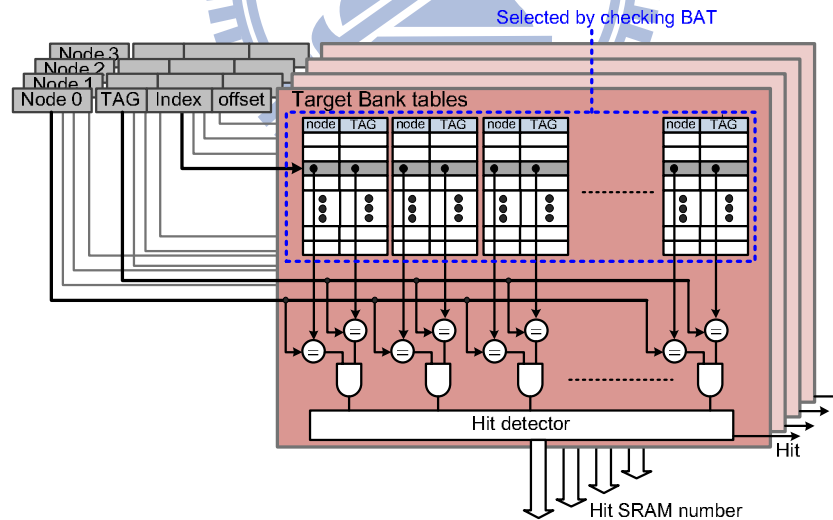 Selected by checking BAT
Node 3
Node 2
Node 1
Node 0 TAG Index offset
Target Bank tables
node TAG node TAG node TAG node TAG
= = = =
= = = =
Hit detector
Hit
Hit SRAM number